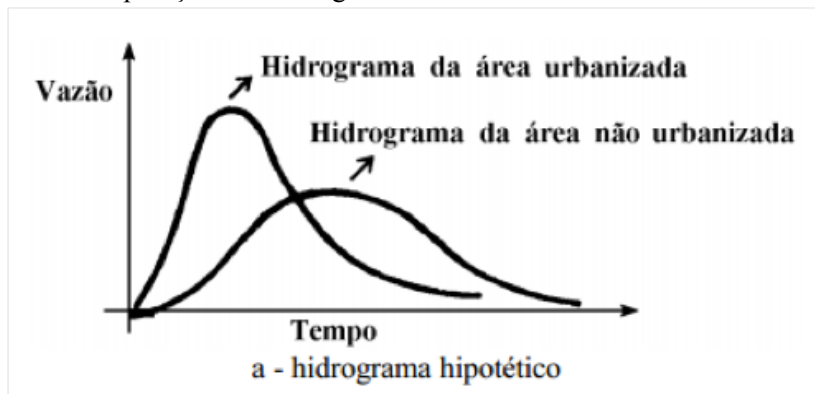 Hidrograma da área urbanizada
Vazão
Hidrograma da área não urbanizada
Tempo
a - hidrograma hipotético